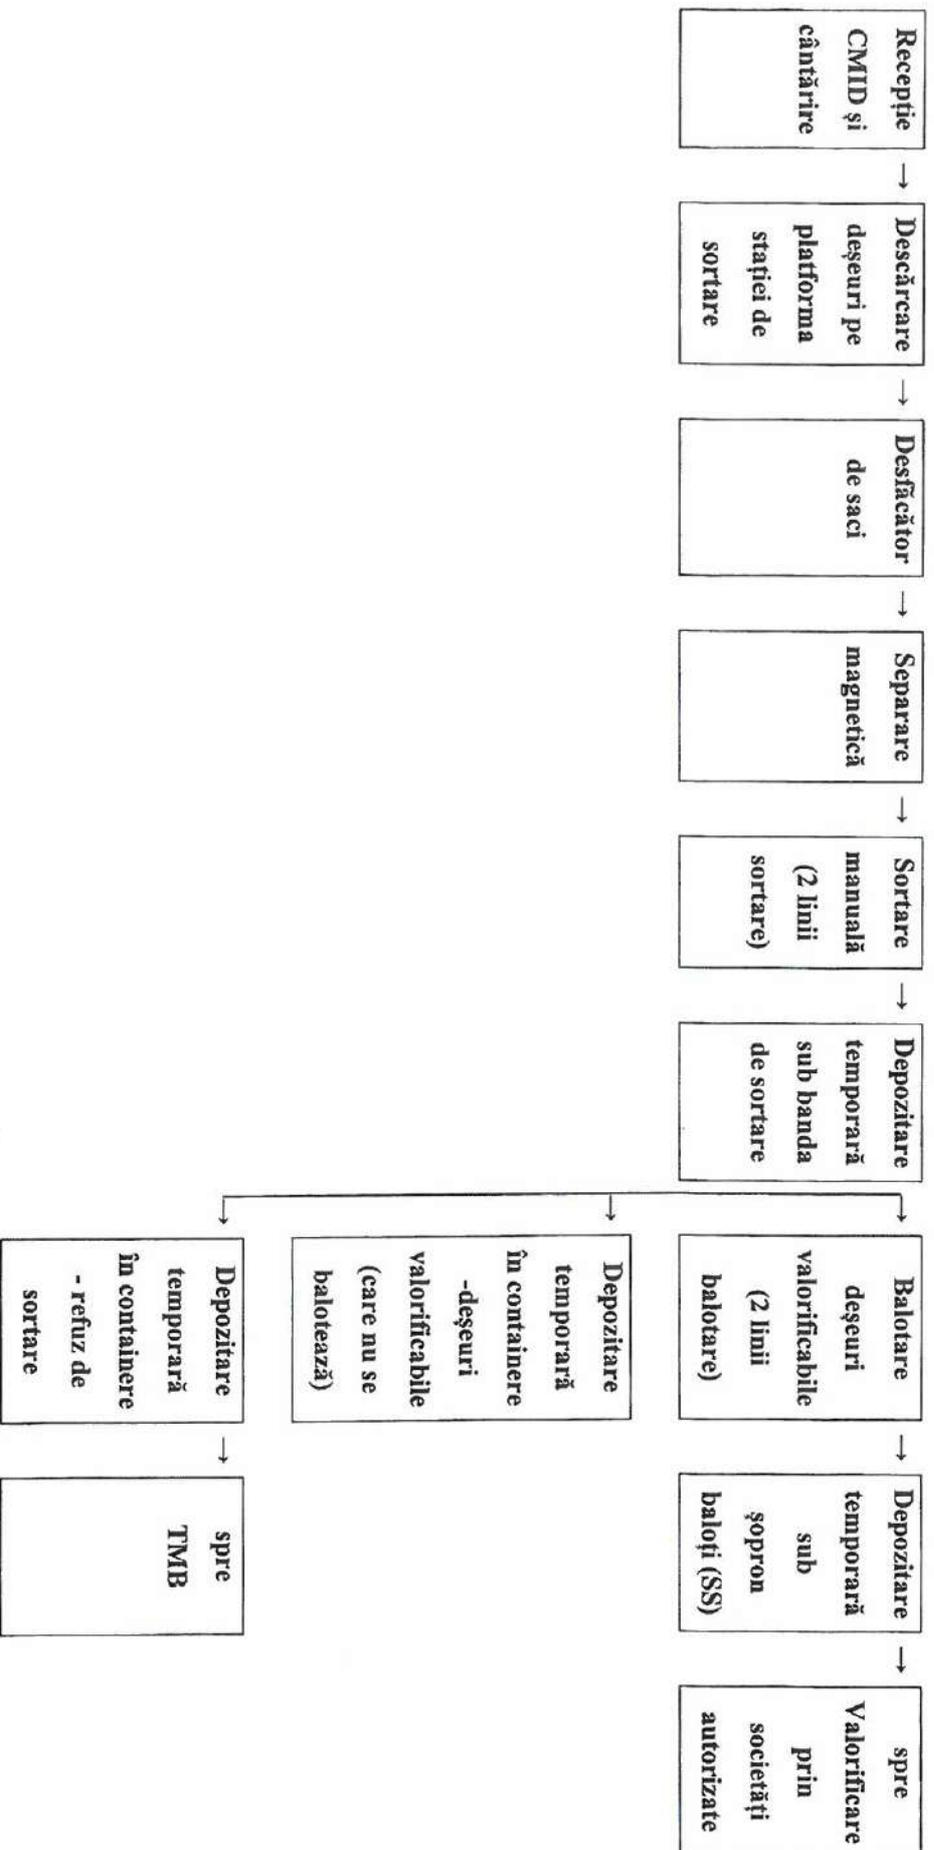 Recepție
CMID și
cântărire
→
Descărcare
deșeuri pe
platforma
stației de
sortare
→
Desfăcător
de saci
→
Separare
magnetică
→
Sortare
manuală
(2 linii
sortare)
→
Depozitare
temporară
sub banda
de sortare
→
Balotare
deșeuri
valorificabile
(2 linii
balotare)
→
Depozitare
temporară
sub
șopron
baloți (SS)
→
spre
Valorificare
prin
societăți
autorizate
→
Depozitare
temporară
în containere
-deșeuri
valorificabile
(care nu se
balotează)
→
Depozitare
temporară
în containere
- refuz de
sortare
→
spre
TMB